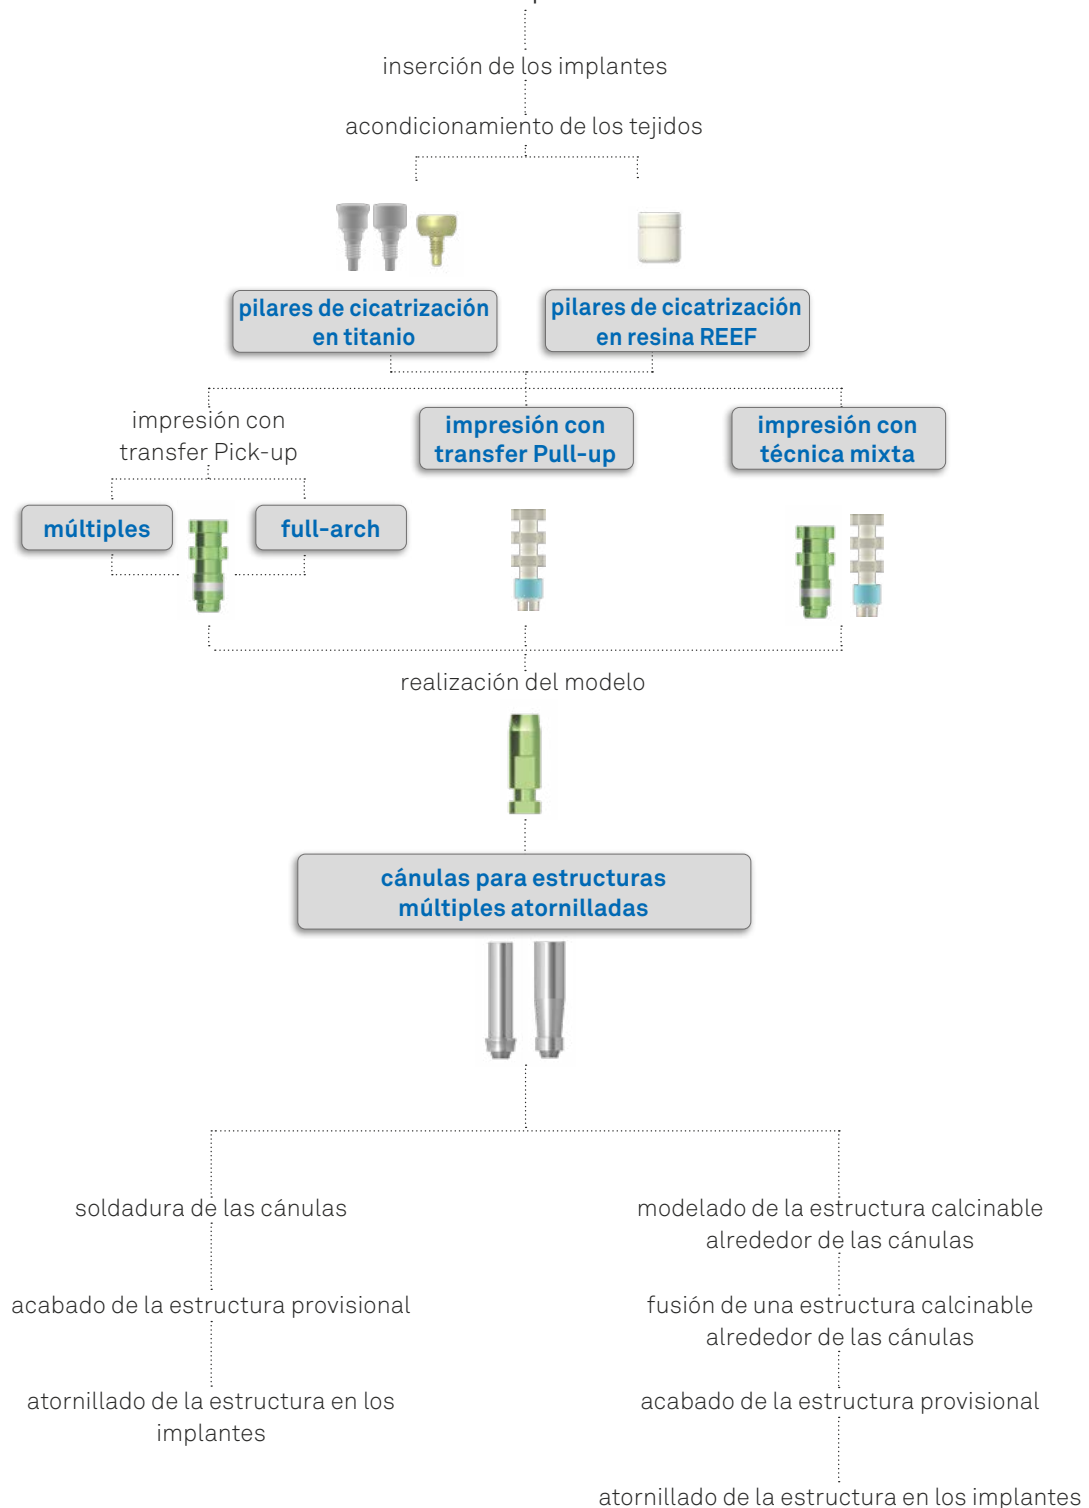 inserción de los implantes
acondicionamiento de los tejidos
pilares de cicatrización
en titanio
pilares de cicatrización
en resina REEF
impresión con
transfer Pick-up
impresión con
transfer Pull-up
impresión con
técnica mixta
múltiples
full-arch
realización del modelo
cánulas para estructuras
múltiples atornilladas
soldadura de las cánulas
acabado de la estructura provisional
atornillado de la estructura en los
implantes
modelado de la estructura calcinable
alrededor de las cánulas
fusión de una estructura calcinable
alrededor de las cánulas
acabado de la estructura provisional
atornillado de la estructura en los implantes